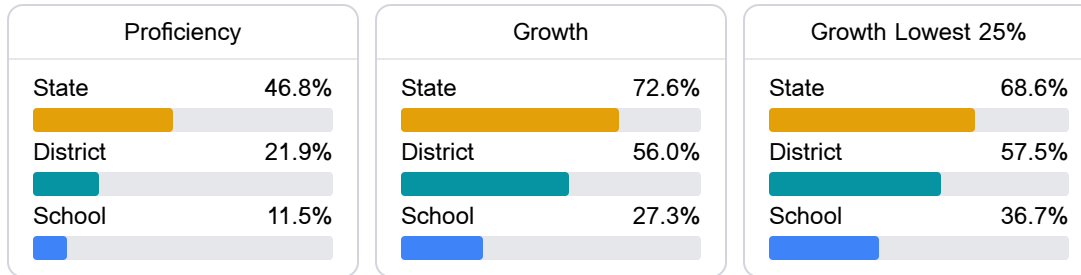 Proficiency
State 46.8%
District 21.9%
School 11.5%
Growth
State 72.6%
District 56.0%
School 27.3%
Growth Lowest 25%
State 68.6%
District 57.5%
School 36.7%